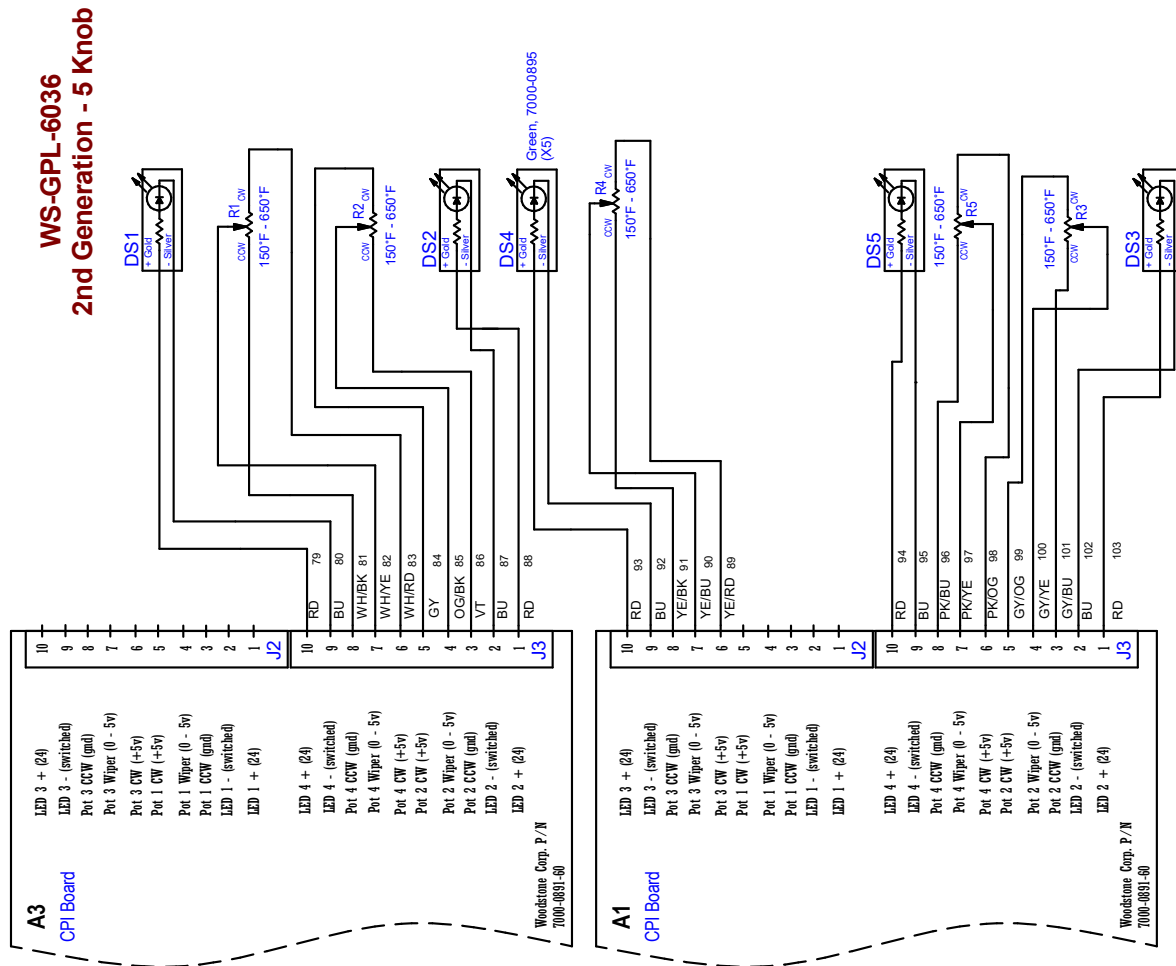 WS-GPL-6036
2nd Generation - 5 Knob
DS1
+ Gold
- Silver
CCW
R1
CW
150°F - 650°F
CCW
R2
CW
150°F - 650°F
DS2
+ Gold
- Silver
DS4
+ Gold
- Silver
Green, 7000-0895
(X5)
CCW
R4
CW
150°F - 650°F
DS5
+ Gold
- Silver
CCW
R5
CW
150°F - 650°F
CCW
R3
CW
150°F - 650°F
DS3
+ Gold
- Silver
RD 79
BU 80
WH/BK 81
WH/YE 82
WH/RD 83
GY 84
OG/BK 85
VT 86
BU 87
RD 88
RD 93
BU 92
YE/BK 91
YE/BU 90
YE/RD 89
RD 94
BU 95
PK/BU 96
PK/YE 97
PK/OG 98
GY/OG 99
GY/YE 100
GY/BU 101
BU 102
RD 103
A3
CPI Board
10 LED 3 + (24)
9 LED 3 - (switched)
8 Pot 3 CCW (gnd)
7 Pot 3 Wiper (0 - 5v)
6 Pot 3 CW (+5v)
5 Pot 1 CW (+5v)
4 Pot 1 Wiper (0 - 5v)
3 Pot 1 CCW (gnd)
2 LED 1 - (switched)
1 LED 1 + (24)
J2
10 LED 4 + (24)
9 LED 4 - (switched)
8 Pot 4 CCW (gnd)
7 Pot 4 Wiper (0 - 5v)
6 Pot 4 CW (+5v)
5 Pot 2 CW (+5v)
4 Pot 2 Wiper (0 - 5v)
3 Pot 2 CCW (gnd)
2 LED 2 - (switched)
1 LED 2 + (24)
J3
Woodstone Corp. P/N
7000-0891-60
A1
CPI Board
10 LED 3 + (24)
9 LED 3 - (switched)
8 Pot 3 CCW (gnd)
7 Pot 3 Wiper (0 - 5v)
6 Pot 3 CW (+5v)
5 Pot 1 CW (+5v)
4 Pot 1 Wiper (0 - 5v)
3 Pot 1 CCW (gnd)
2 LED 1 - (switched)
1 LED 1 + (24)
J2
10 LED 4 + (24)
9 LED 4 - (switched)
8 Pot 4 CCW (gnd)
7 Pot 4 Wiper (0 - 5v)
6 Pot 4 CW (+5v)
5 Pot 2 CW (+5v)
4 Pot 2 Wiper (0 - 5v)
3 Pot 2 CCW (gnd)
2 LED 2 - (switched)
1 LED 2 + (24)
J3
Woodstone Corp. P/N
7000-0891-60